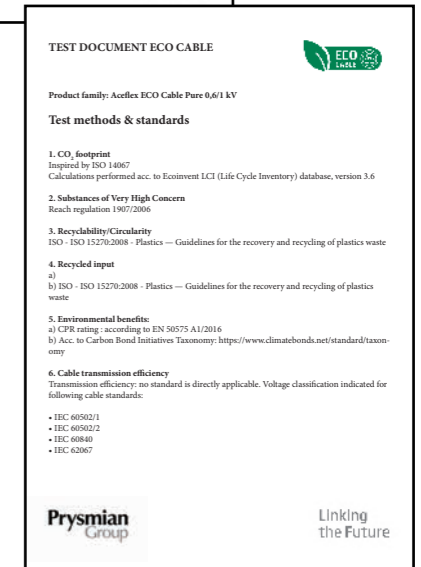 TEST DOCUMENT ECO CABLE
ECO
CABLE
Product family: Aceflex ECO Cable Pure 0,6/1 kV
Test methods & standards
1. CO₂ footprint
Inspired by ISO 14067
Calculations performed acc. to Ecoinvent LCI (Life Cycle Inventory) database, version 3.6
2. Substances of Very High Concern
Reach regulation 1907/2006
3. Recyclability/Circularity
ISO - ISO 15270:2008 - Plastics — Guidelines for the recovery and recycling of plastics waste
4. Recycled input
a)
b) ISO - ISO 15270:2008 - Plastics — Guidelines for the recovery and recycling of plastics
waste
5. Environmental benefits:
a) CPR rating : according to EN 50575 A1/2016
b) Acc. to Carbon Bond Initiatives Taxonomy: https://www.climatebonds.net/standard/taxon-
omy
6. Cable transmission efficiency
Transmission efficiency: no standard is directly applicable. Voltage classification indicated for
following cable standards:
• IEC 60502/1
• IEC 60502/2
• IEC 60840
• IEC 62067
Prysmian
Group
Linking
the Future